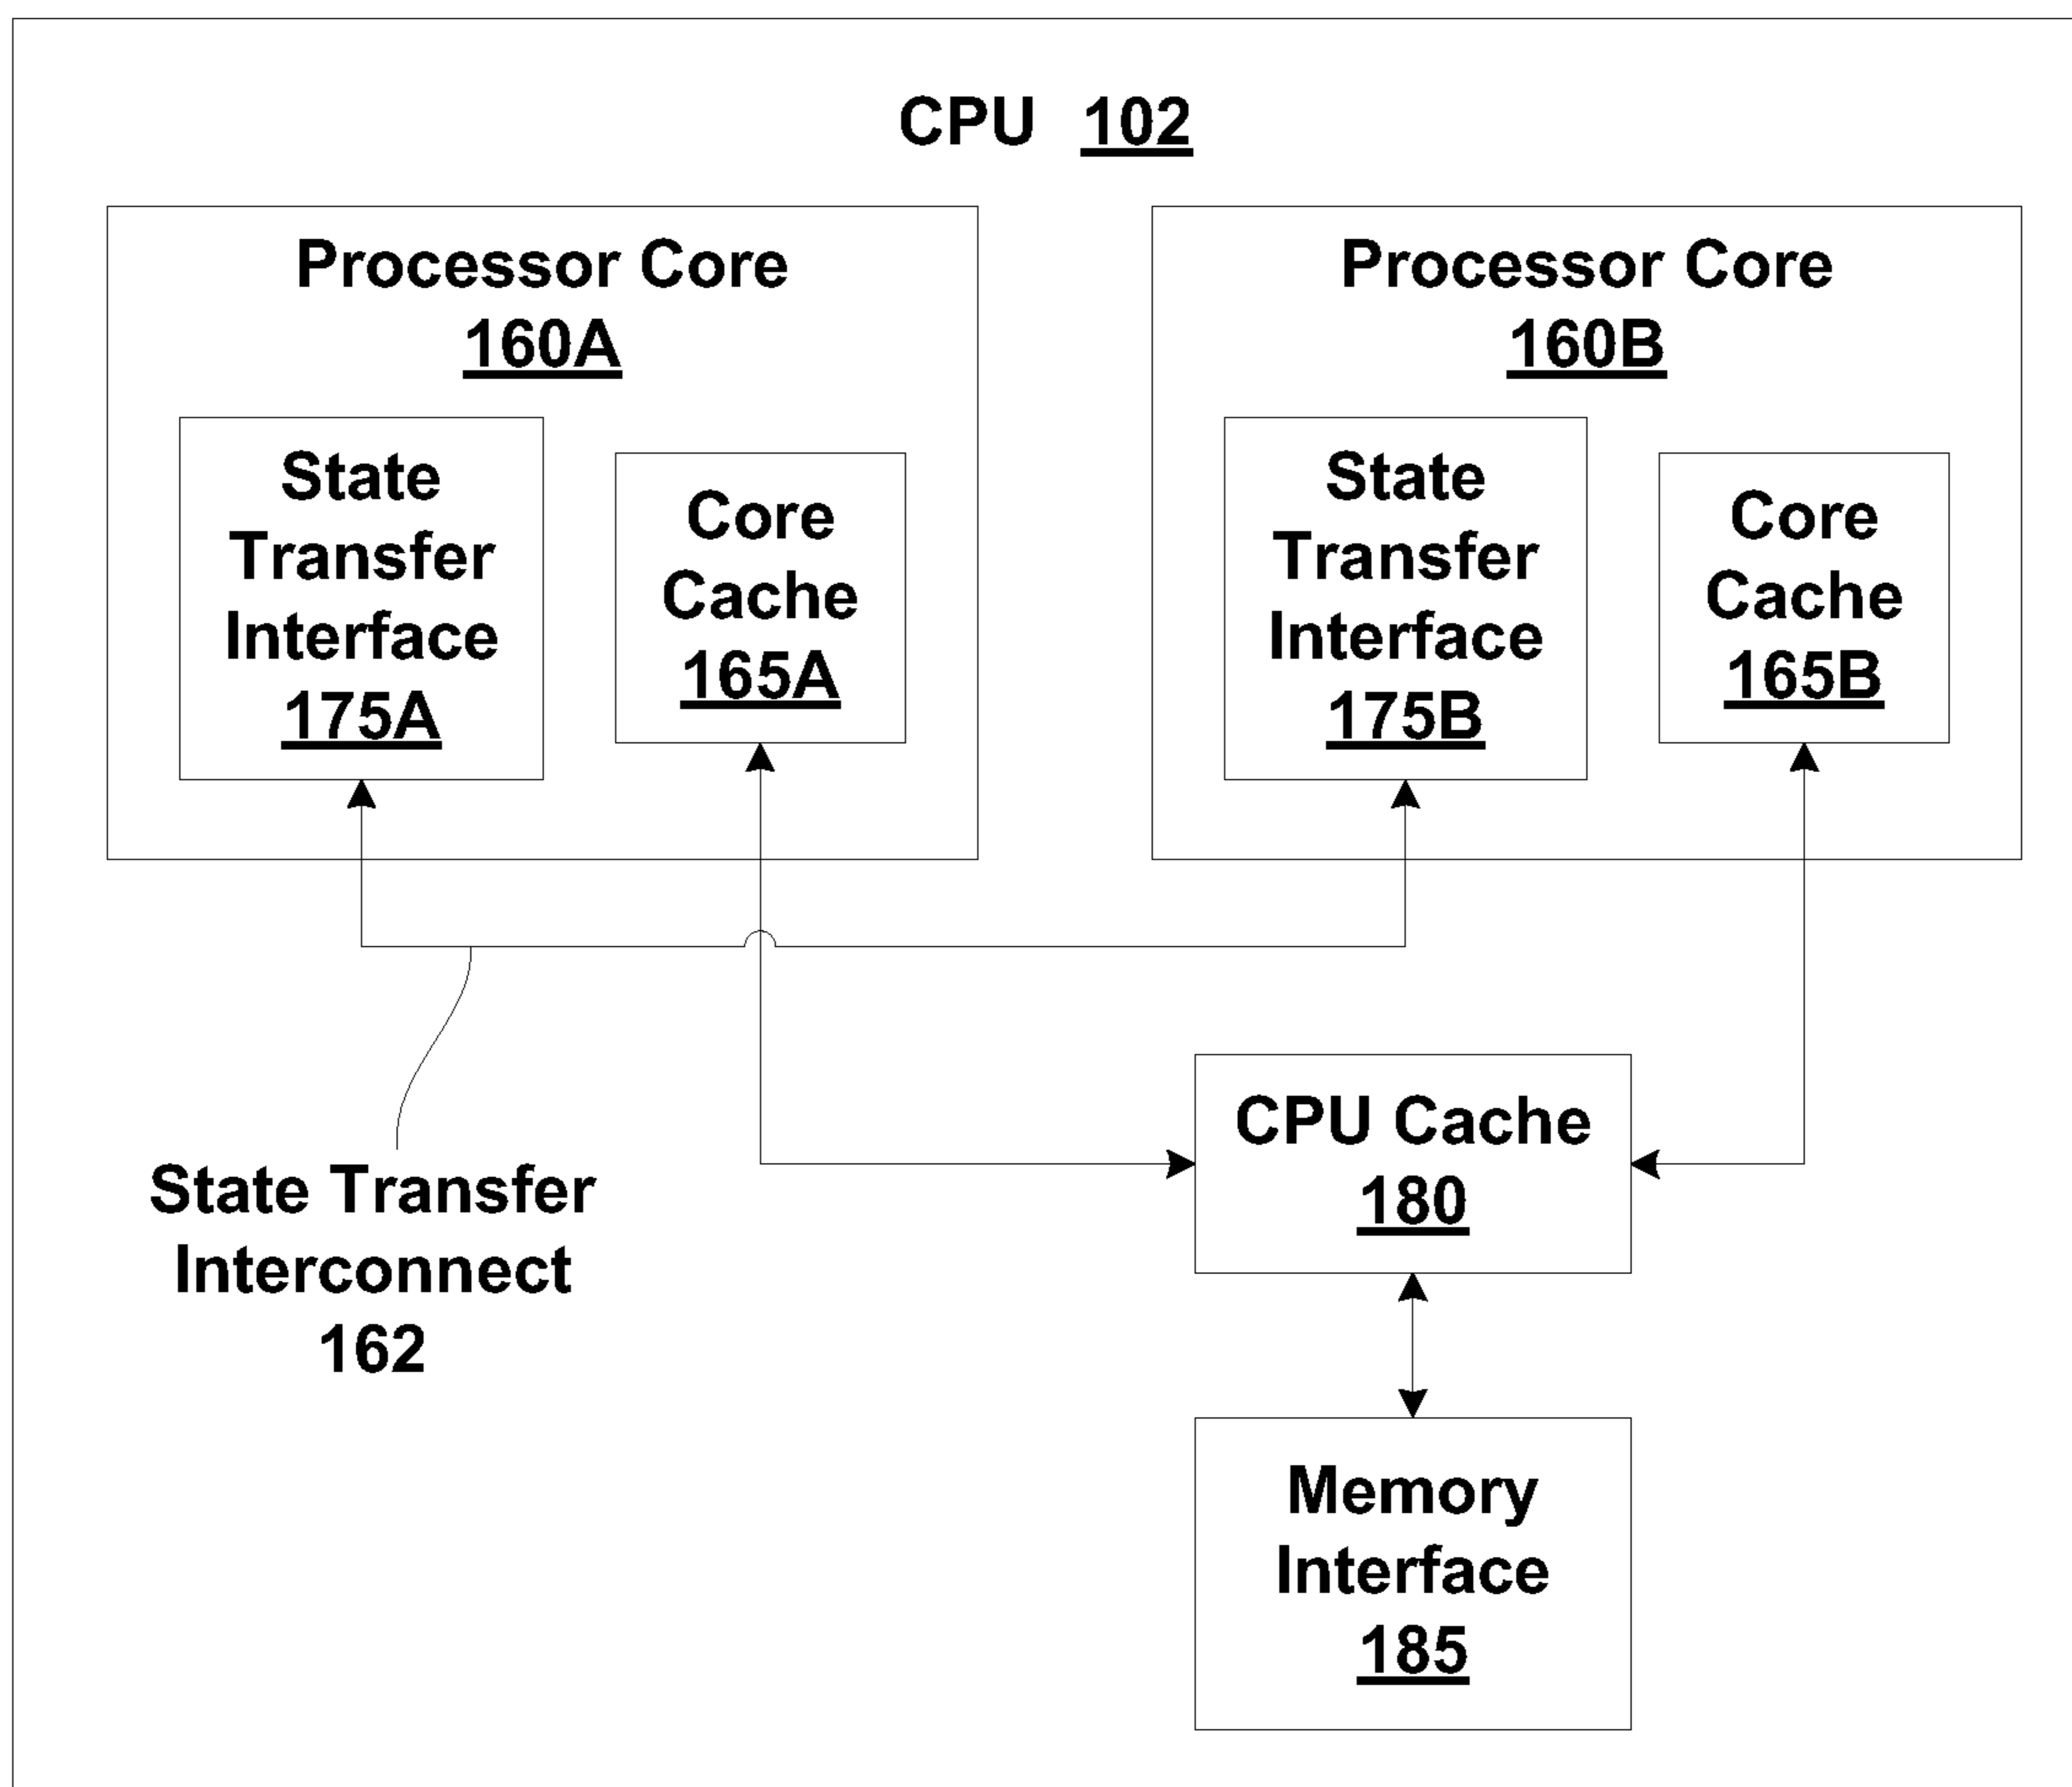 CPU 102
Processor Core
160A
State
Transfer
Interface
175A
Core
Cache
165A
Processor Core
160B
State
Transfer
Interface
175B
Core
Cache
165B
State Transfer
Interconnect
162
CPU Cache
180
Memory
Interface
185